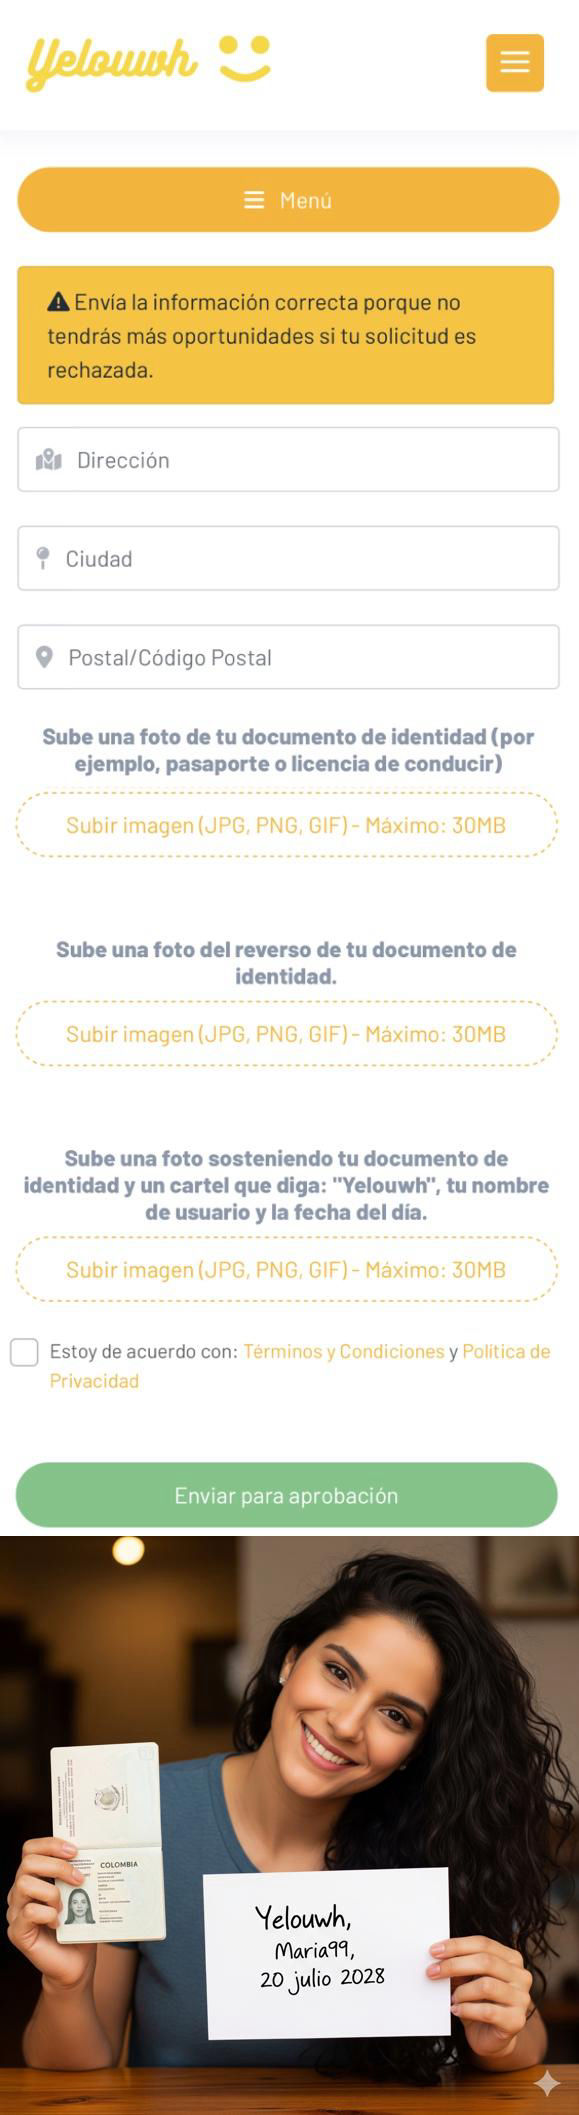 Yelouwh
Menú
Envía la información correcta porque no
tendrás más oportunidades si tu solicitud es
rechazada.
Dirección
Ciudad
Postal/Código Postal
Sube una foto de tu documento de identidad (por
ejemplo, pasaporte o licencia de conducir)
Subir imagen (JPG, PNG, GIF) - Máximo: 30MB
Sube una foto del reverso de tu documento de
identidad.
Subir imagen (JPG, PNG, GIF) - Máximo: 30MB
Sube una foto sosteniendo tu documento de
identidad y un cartel que diga: "Yelouwh", tu nombre
de usuario y la fecha del día.
Subir imagen (JPG, PNG, GIF) - Máximo: 30MB
Estoy de acuerdo con: Términos y Condiciones y Política de
Privacidad
Enviar para aprobación
COLOMBIA
Yelouwh,
Maria99,
20 julio 2028